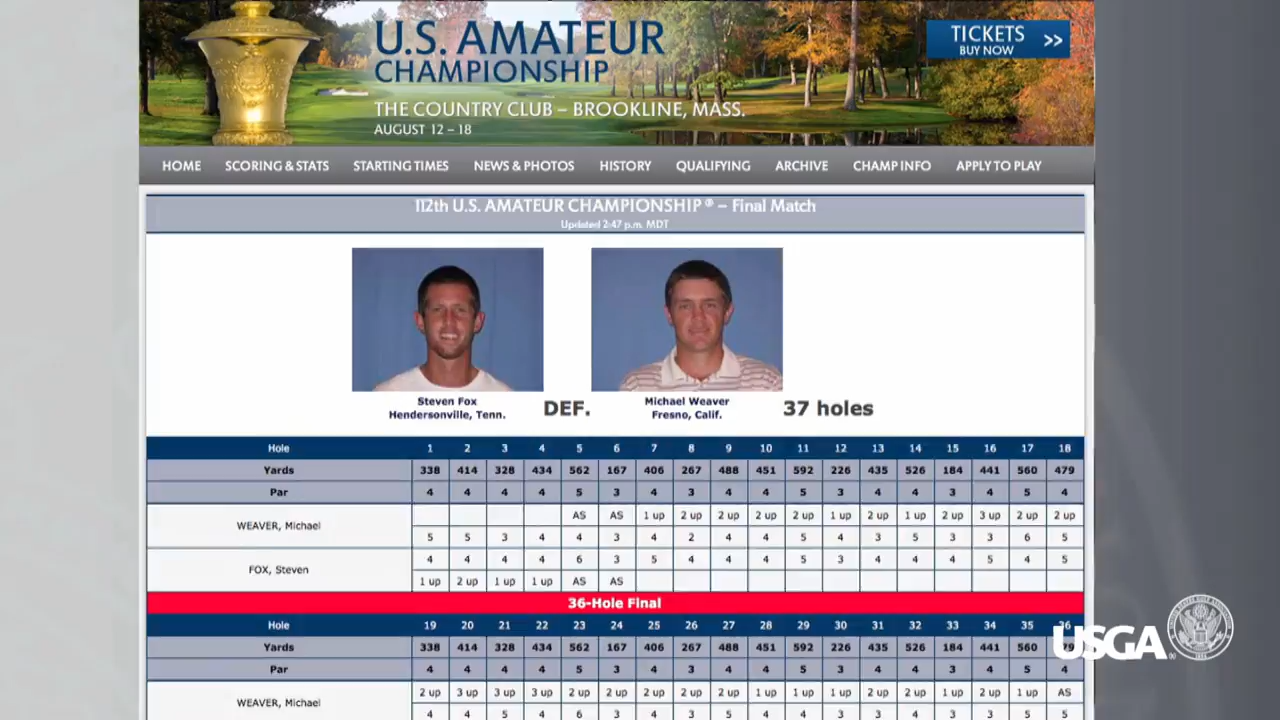 U.S. AMATEUR
CHAMPIONSHIP
THE COUNTRY CLUB – BROOKLINE, MASS.
AUGUST 12 – 18
TICKETS
BUY NOW >>
HOME SCORING & STATS STARTING TIMES NEWS & PHOTOS HISTORY QUALIFYING ARCHIVE CHAMP INFO APPLY TO PLAY
112th U.S. AMATEUR CHAMPIONSHIP® – Final Match
Updated 2:47 p.m. MDT
Steven Fox
Hendersonville, Tenn.
DEF.
Michael Weaver
Fresno, Calif.
37 holes
Hole 1 2 3 4 5 6 7 8 9 10 11 12 13 14 15 16 17 18
Yards 338 414 328 434 562 167 406 267 488 451 592 226 435 526 184 441 560 479
Par 4 4 4 4 5 3 4 3 4 4 5 3 4 4 3 4 5 4
WEAVER, Michael
AS AS 1 up 2 up 2 up 2 up 2 up 1 up 2 up 1 up 2 up 3 up 2 up 2 up
5 5 3 4 4 3 4 2 4 4 5 4 3 5 3 3 6 5
FOX, Steven
4 4 4 4 6 3 5 4 4 4 5 3 4 4 4 5 4 5
1 up 2 up 1 up 1 up AS AS
36-Hole Final
Hole 19 20 21 22 23 24 25 26 27 28 29 30 31 32 33 34 35 36
Yards 338 414 328 434 562 167 406 267 488 451 592 226 435 526 184 441 560
Par 4 4 4 4 5 3 4 3 4 4 5 3 4 4 3 4 5 4
WEAVER, Michael
2 up 3 up 3 up 3 up 2 up 2 up 2 up 2 up 2 up 1 up 1 up 1 up 2 up 2 up 1 up 2 up 1 up AS
4 4 5 4 6 3 4 3 5 4 4 3 3 4 3 3 5 5
USGA